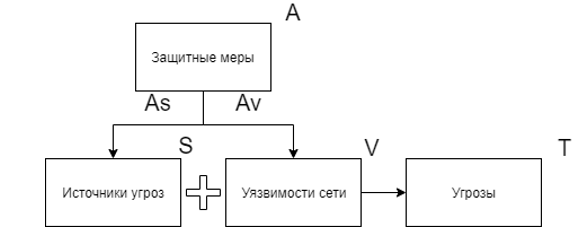 A
Защитные меры
As Av
S V T
Источники угроз Уязвимости сети Угрозы